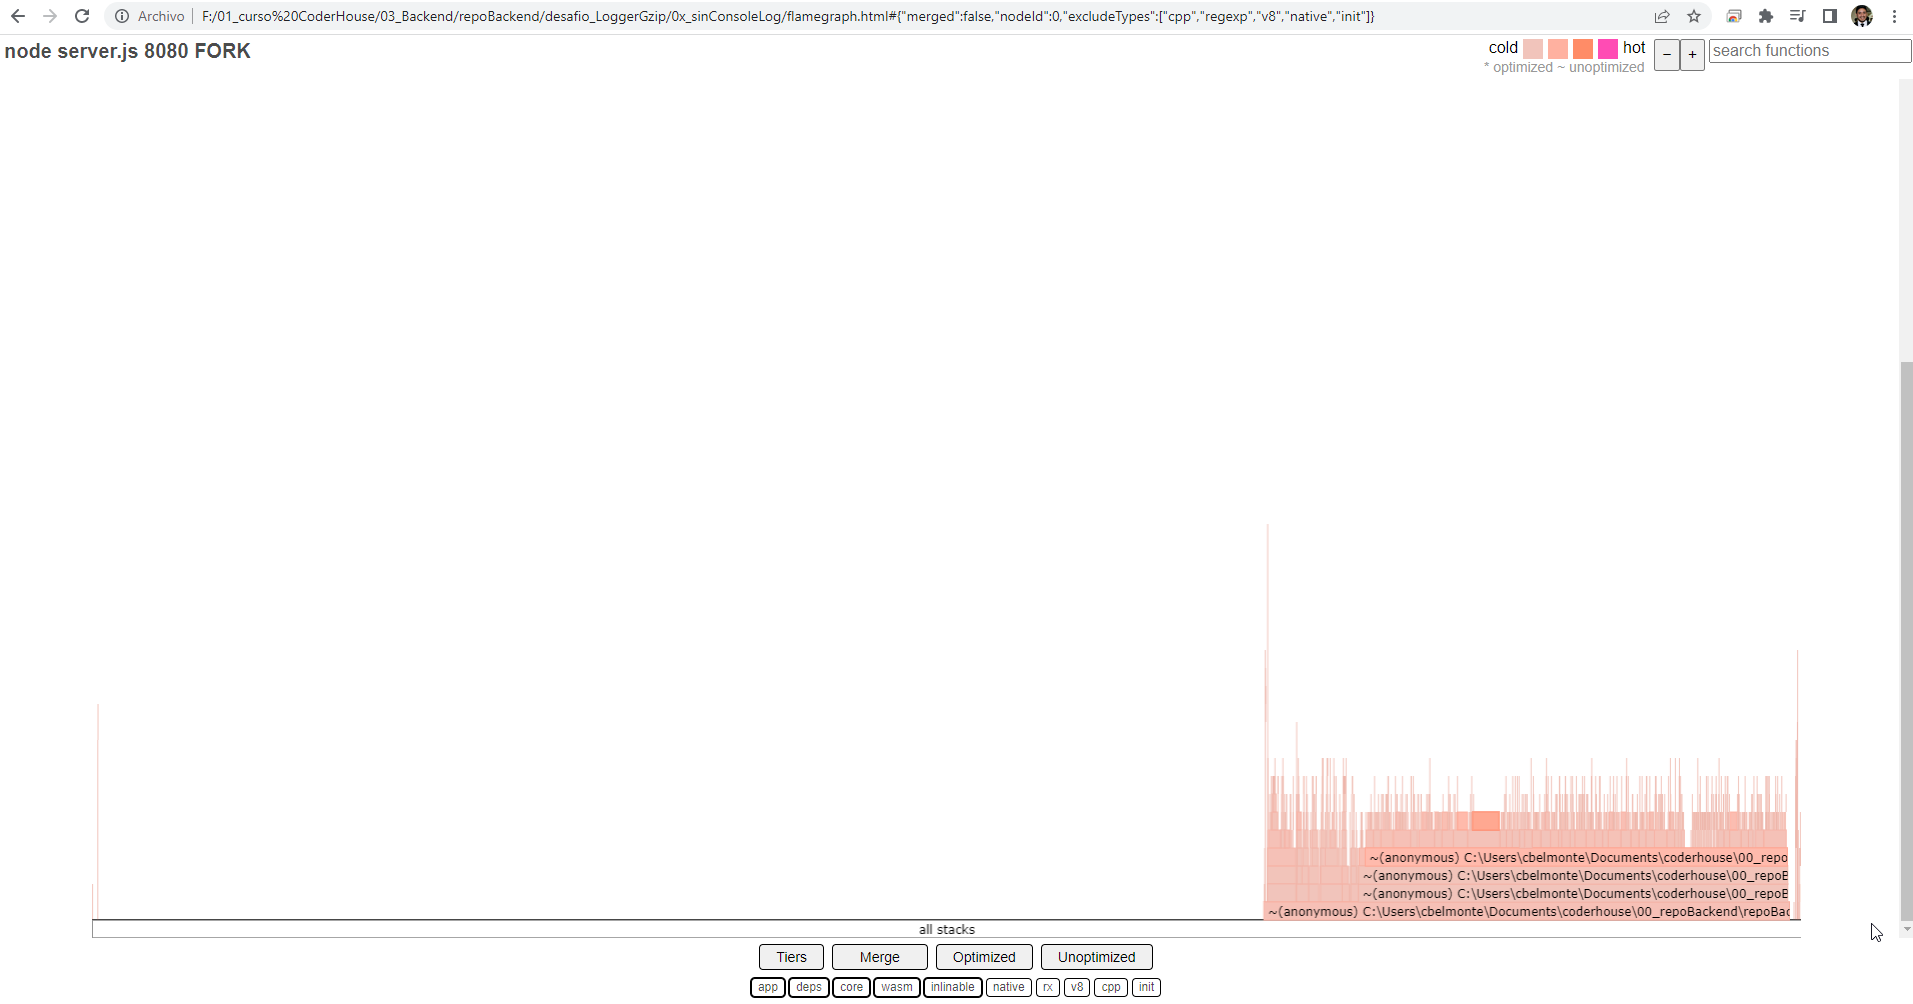 Archivo F:/01_curso%20CoderHouse/03_Backend/repoBackend/desafio_LoggerGzip/0x_sinConsoleLog/flamegraph.html#{"merged":false,"nodeId":0,"excludeTypes":["cpp","regexp","v8","native","init"]}
node server.js 8080 FORK
cold hot
− + search functions
* optimized ~ unoptimized
~(anonymous) C:\Users\cbelmonte\Documents\coderhouse\00_repo
~(anonymous) C:\Users\cbelmonte\Documents\coderhouse\00_repoB
~(anonymous) C:\Users\cbelmonte\Documents\coderhouse\00_repoB
~(anonymous) C:\Users\cbelmonte\Documents\coderhouse\00_repoBackend\repoBac
all stacks
Tiers Merge Optimized Unoptimized
app deps core wasm inlinable native rx v8 cpp init